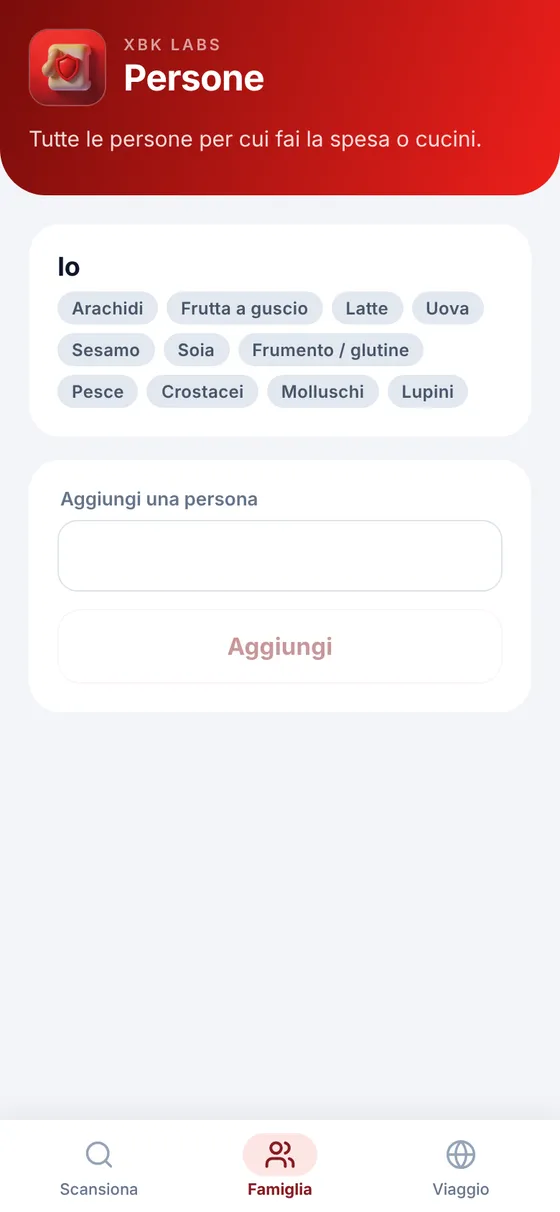 XBK LABS
Persone
Tutte le persone per cui fai la spesa o cucini.
Io
Arachidi Frutta a guscio Latte Uova
Sesamo Soia Frumento / glutine
Pesce Crostacei Molluschi Lupini
Aggiungi una persona
Aggiungi
Scansiona Famiglia Viaggio